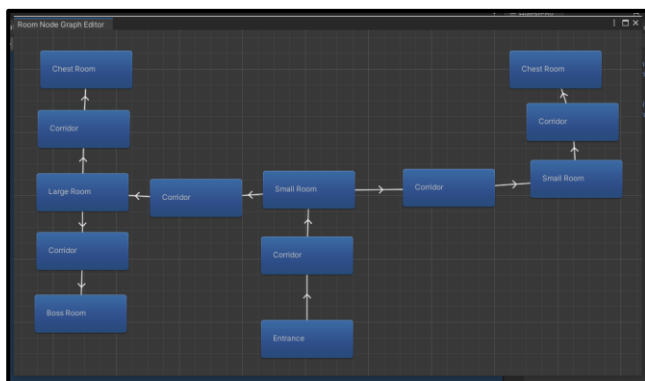 Room Node Graph Editor
Chest Room
Chest Room
Corridor
Corridor
Large Room
Corridor
Small Room
Corridor
Small Room
Corridor
Corridor
Boss Room
Entrance